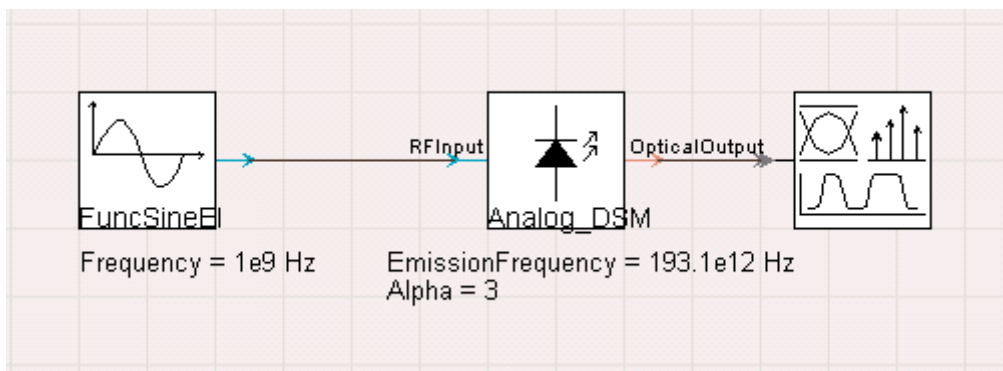 RFInput
OpticalOutput
FuncSineEl
Analog_DSM
Frequency = 1e9 Hz
EmissionFrequency = 193.1e12 Hz
Alpha = 3